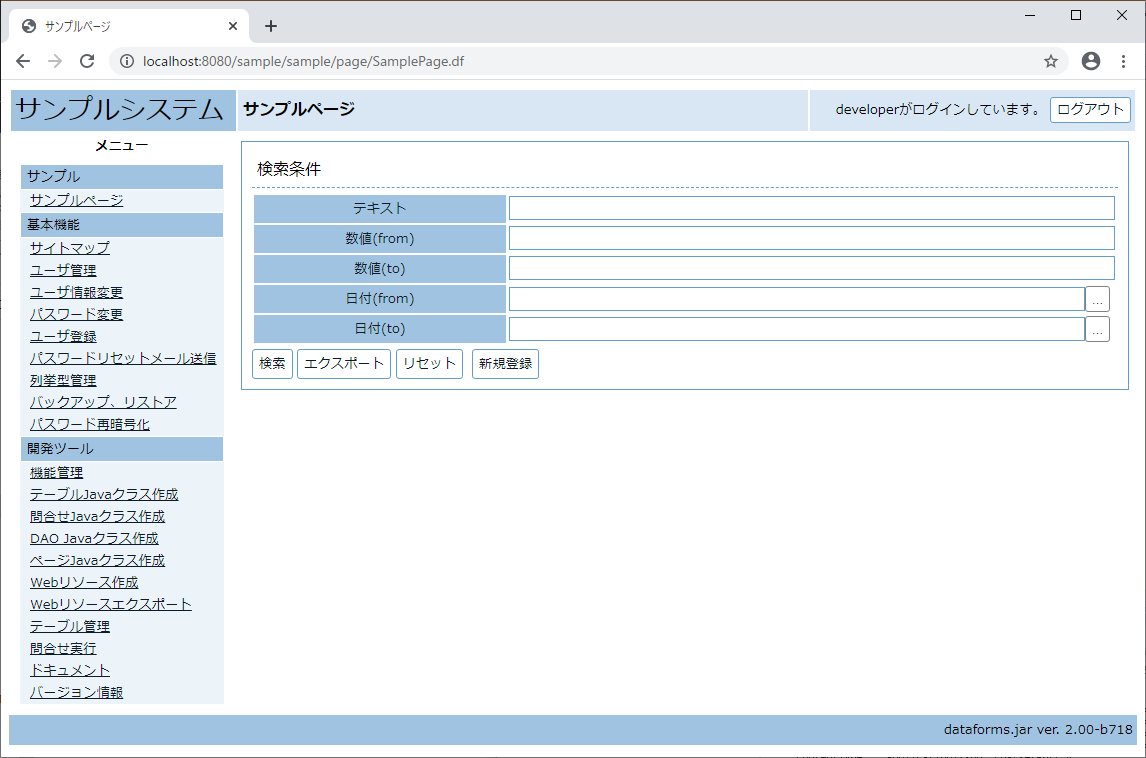 サンプルページ
localhost:8080/sample/sample/page/SamplePage.df
サンプルシステム
サンプルページ
developerがログインしています。
ログアウト
メニュー
サンプル
サンプルページ
基本機能
サイトマップ
ユーザ管理
ユーザ情報変更
パスワード変更
ユーザ登録
パスワードリセットメール送信
列挙型管理
バックアップ、リストア
パスワード再暗号化
開発ツール
機能管理
テーブルJavaクラス作成
問合せJavaクラス作成
DAO Javaクラス作成
ページJavaクラス作成
Webリソース作成
Webリソースエクスポート
テーブル管理
問合せ実行
ドキュメント
バージョン情報
検索条件
テキスト
数値(from)
数値(to)
日付(from)
...
日付(to)
...
検索 エクスポート リセット 新規登録
dataforms.jar ver. 2.00-b718